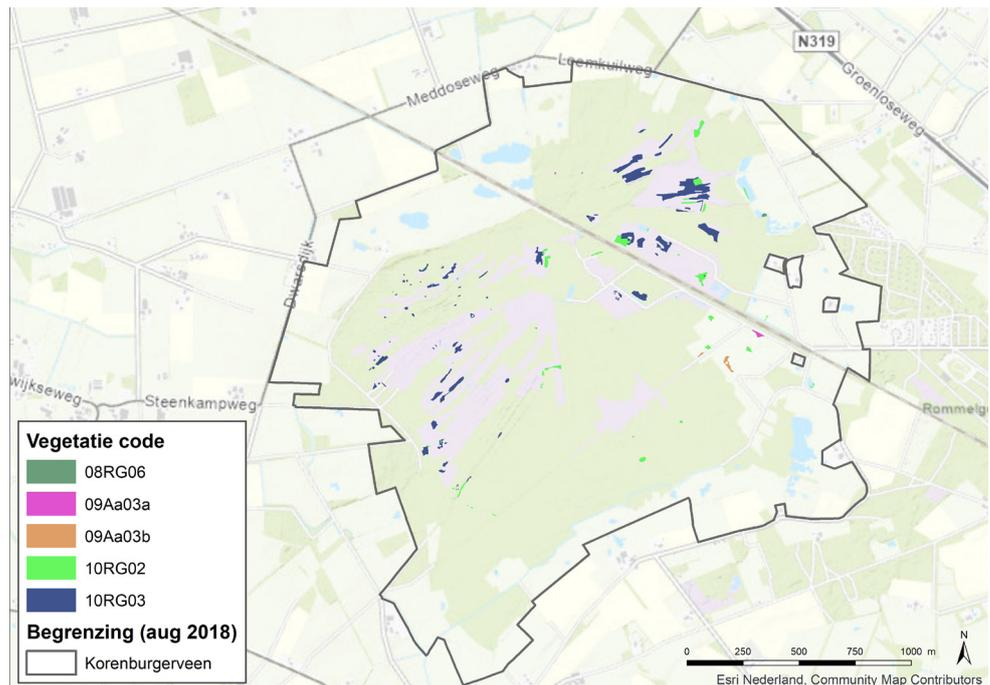 N319
Leemkuilweg
Meddoseweg
Groenloseweg
Dwarsdijk
wijkseweg
Steenkampweg
Rommelg
Vegetatie code
08RG06
09Aa03a
09Aa03b
10RG02
10RG03
Begrenzing (aug 2018)
Korenburgerveen
N
0 250 500 750 1000 m
Esri Nederland, Community Map Contributors